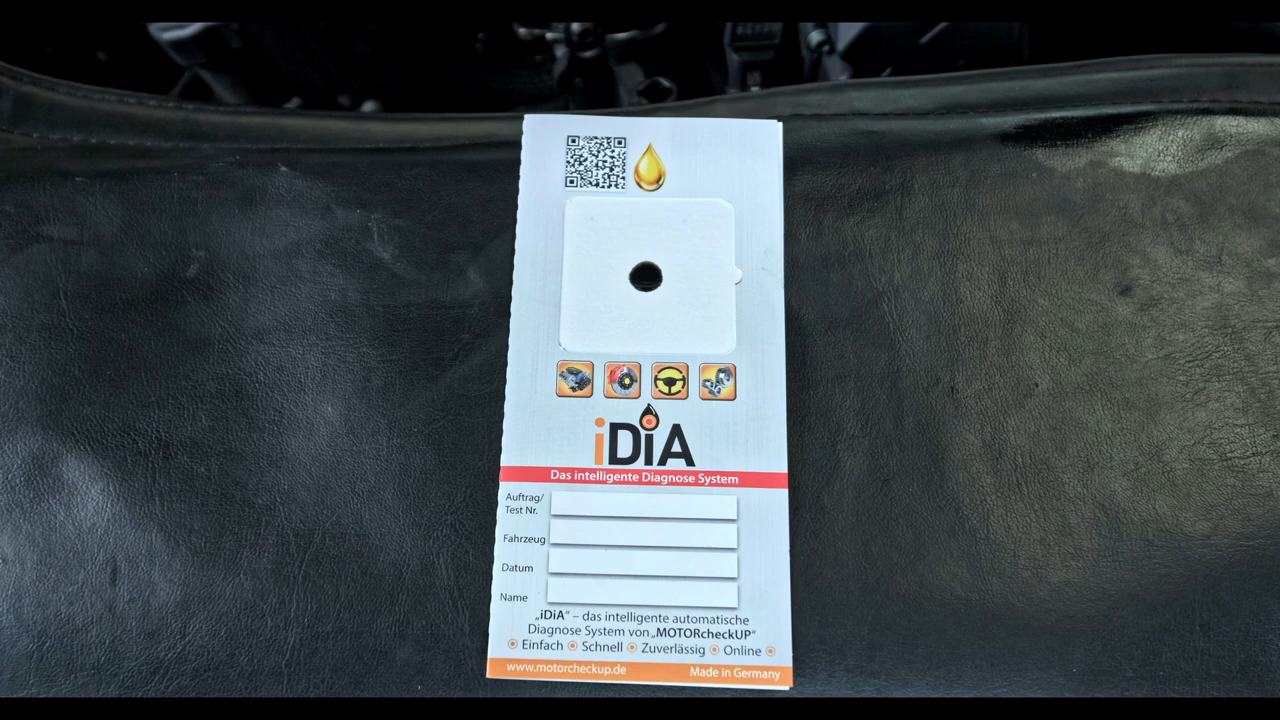 iDiA
Das intelligente Diagnose System
Auftrag/
Test Nr.
Fahrzeug
Datum
Name
„iDiA“ – das intelligente automatische
Diagnose System von „MOTORcheckUP“
Einfach Schnell Zuverlässig Online
www.motorcheckup.de Made in Germany